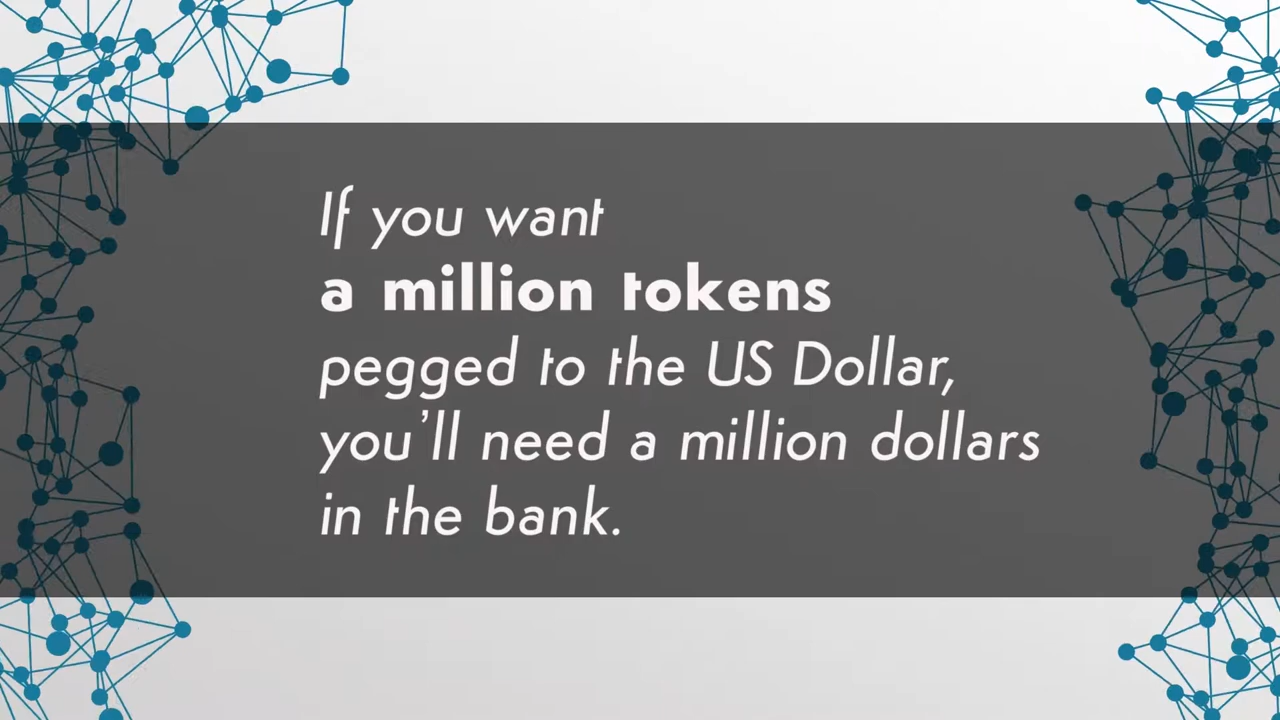 If you want
a million tokens
pegged to the US Dollar,
you'll need a million dollars
in the bank.